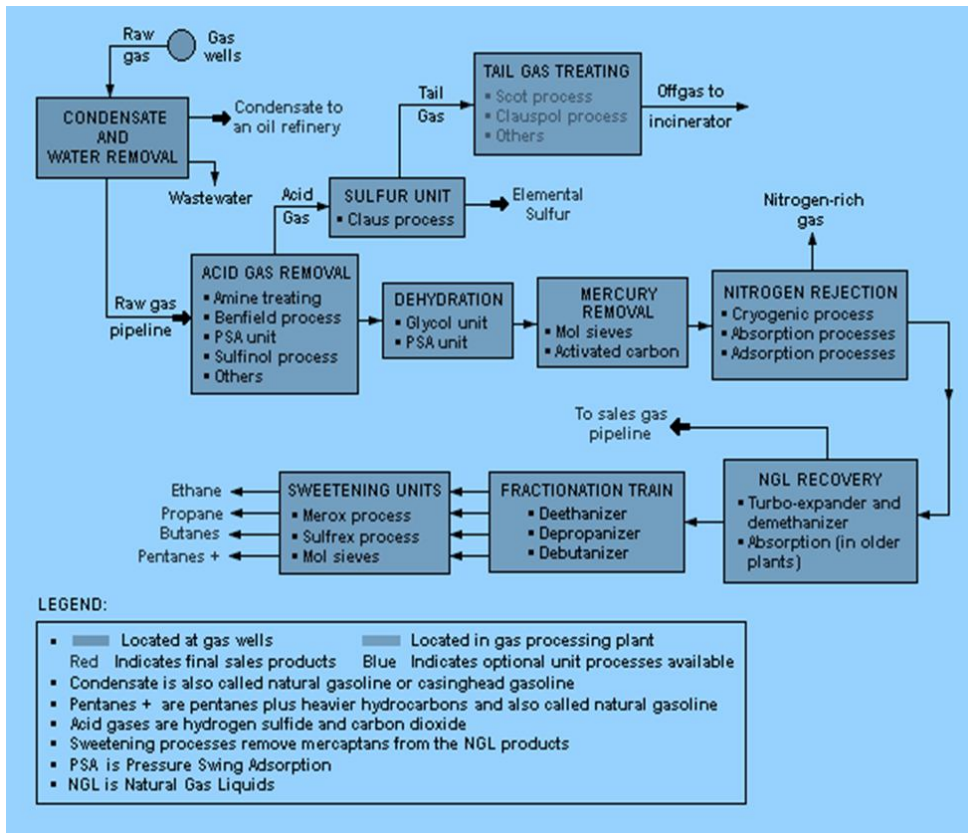 Raw
gas
Gas
wells
CONDENSATE
AND
WATER REMOVAL
Condensate to
an oil refinery
Wastewater
Tail
Gas
TAIL GAS TREATING
▪ Scot process
▪ Clauspol process
▪ Others
Offgas to
incinerator
Acid
Gas
SULFUR UNIT
▪ Claus process
Elemental
Sulfur
Nitrogen-rich
gas
Raw gas
pipeline
ACID GAS REMOVAL
▪ Amine treating
▪ Benfield process
▪ PSA unit
▪ Sulfinol process
▪ Others
DEHYDRATION
▪ Glycol unit
▪ PSA unit
MERCURY
REMOVAL
▪ Mol sieves
▪ Activated carbon
NITROGEN REJECTION
▪ Cryogenic process
▪ Absorption processes
▪ Adsorption processes
To sales gas
pipeline
NGL RECOVERY
▪ Turbo-expander and
demethanizer
▪ Absorption (in older
plants)
FRACTIONATION TRAIN
▪ Deethanizer
▪ Depropanizer
▪ Debutanizer
SWEETENING UNITS
▪ Merox process
▪ Sulfrex process
▪ Mol sieves
Ethane
Propane
Butanes
Pentanes +
LEGEND:
▪ Located at gas wells Located in gas processing plant
Red Indicates final sales products Blue Indicates optional unit processes available
▪ Condensate is also called natural gasoline or casinghead gasoline
▪ Pentanes + are pentanes plus heavier hydrocarbons and also called natural gasoline
▪ Acid gases are hydrogen sulfide and carbon dioxide
▪ Sweetening processes remove mercaptans from the NGL products
▪ PSA is Pressure Swing Adsorption
▪ NGL is Natural Gas Liquids